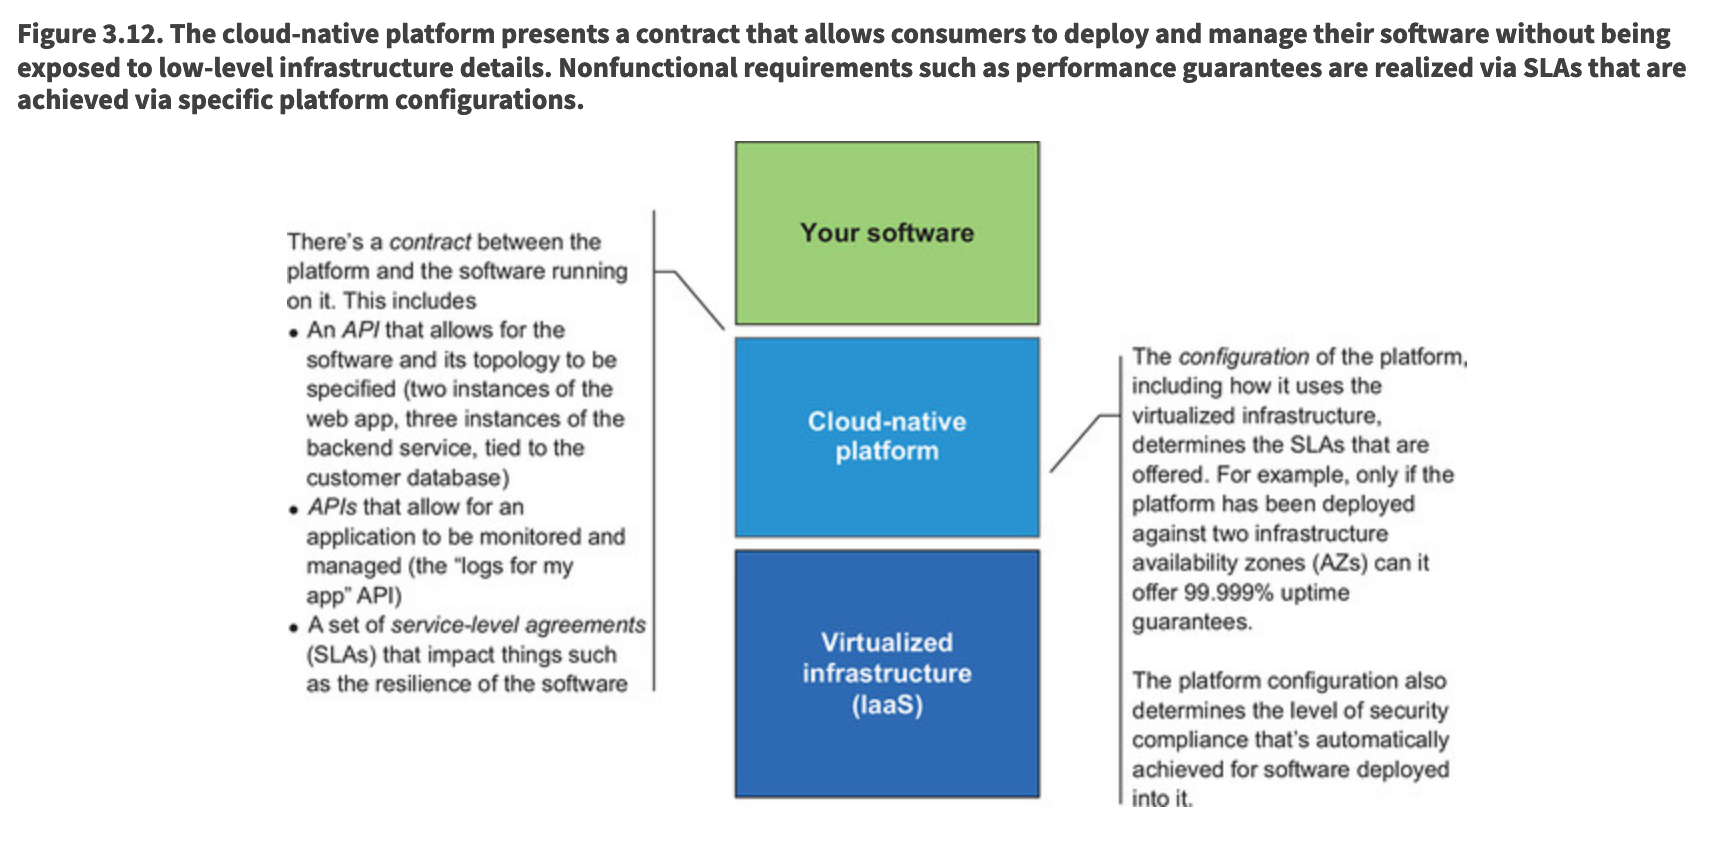 Figure 3.12. The cloud-native platform presents a contract that allows consumers to deploy and manage their software without being
exposed to low-level infrastructure details. Nonfunctional requirements such as performance guarantees are realized via SLAs that are
achieved via specific platform configurations.
Your software
There's a contract between the
platform and the software running
on it. This includes
• An API that allows for the
software and its topology to be
specified (two instances of the
web app, three instances of the
backend service, tied to the
customer database)
• APIs that allow for an
application to be monitored and
managed (the “logs for my
app” API)
• A set of service-level agreements
(SLAs) that impact things such
as the resilience of the software
Cloud-native
platform
The configuration of the platform,
including how it uses the
virtualized infrastructure,
determines the SLAs that are
offered. For example, only if the
platform has been deployed
against two infrastructure
availability zones (AZs) can it
offer 99.999% uptime
guarantees.
The platform configuration also
determines the level of security
compliance that's automatically
achieved for software deployed
into it.
Virtualized
infrastructure
(IaaS)